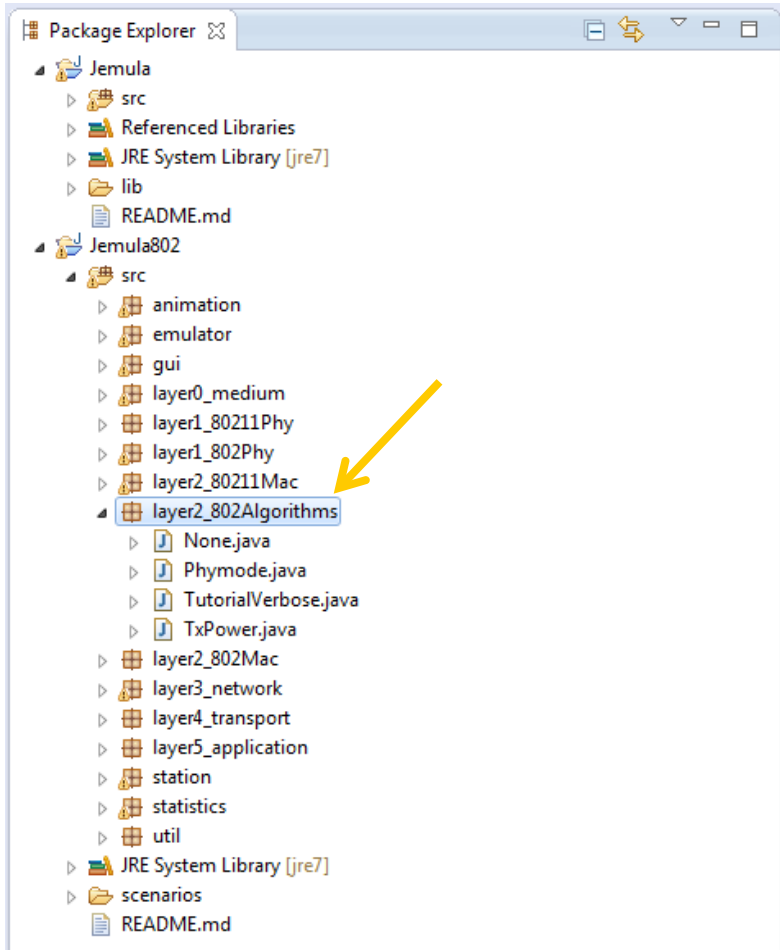 Package Explorer
Jemula
src
Referenced Libraries
JRE System Library [jre7]
lib
README.md
Jemula802
src
animation
emulator
gui
layer0_medium
layer1_80211Phy
layer1_802Phy
layer2_80211Mac
layer2_802Algorithms
None.java
Phymode.java
TutorialVerbose.java
TxPower.java
layer2_802Mac
layer3_network
layer4_transport
layer5_application
station
statistics
util
JRE System Library [jre7]
scenarios
README.md